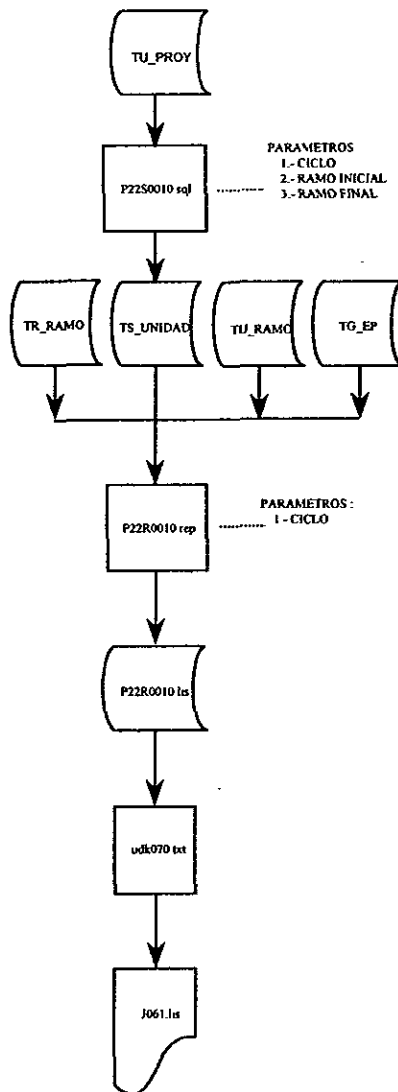 TU_PROY
PARAMETROS
1.- CICLO
2.- RAMO INICIAL
3.- RAMO FINAL
P22S0010 sql
TR_RAMO
TS_UNIDAD
TU_RAMO
TG_EP
PARAMETROS :
1 - CICLO
P22R0010 rep
P22R0010 lis
udk070 txt
J061.lis